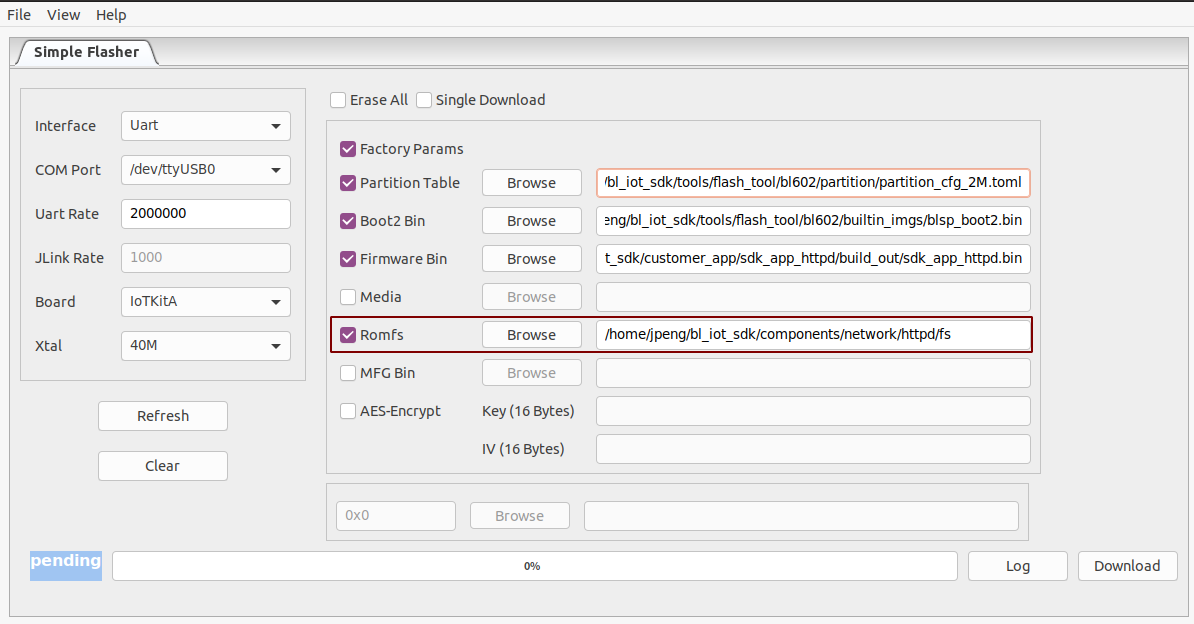 File View Help
Simple Flasher
Interface Uart
COM Port /dev/ttyUSB0
Uart Rate 2000000
JLink Rate 1000
Board IoTKitA
Xtal 40M
Refresh
Clear
Erase All Single Download
Factory Params
Partition Table Browse /bl_iot_sdk/tools/flash_tool/bl602/partition/partition_cfg_2M.toml
Boot2 Bin Browse eng/bl_iot_sdk/tools/flash_tool/bl602/builtin_imgs/blsp_boot2.bin
Firmware Bin Browse t_sdk/customer_app/sdk_app_httpd/build_out/sdk_app_httpd.bin
Media Browse
Romfs Browse /home/jpeng/bl_iot_sdk/components/network/httpd/fs
MFG Bin Browse
AES-Encrypt Key (16 Bytes)
IV (16 Bytes)
0x0 Browse
pending 0% Log Download